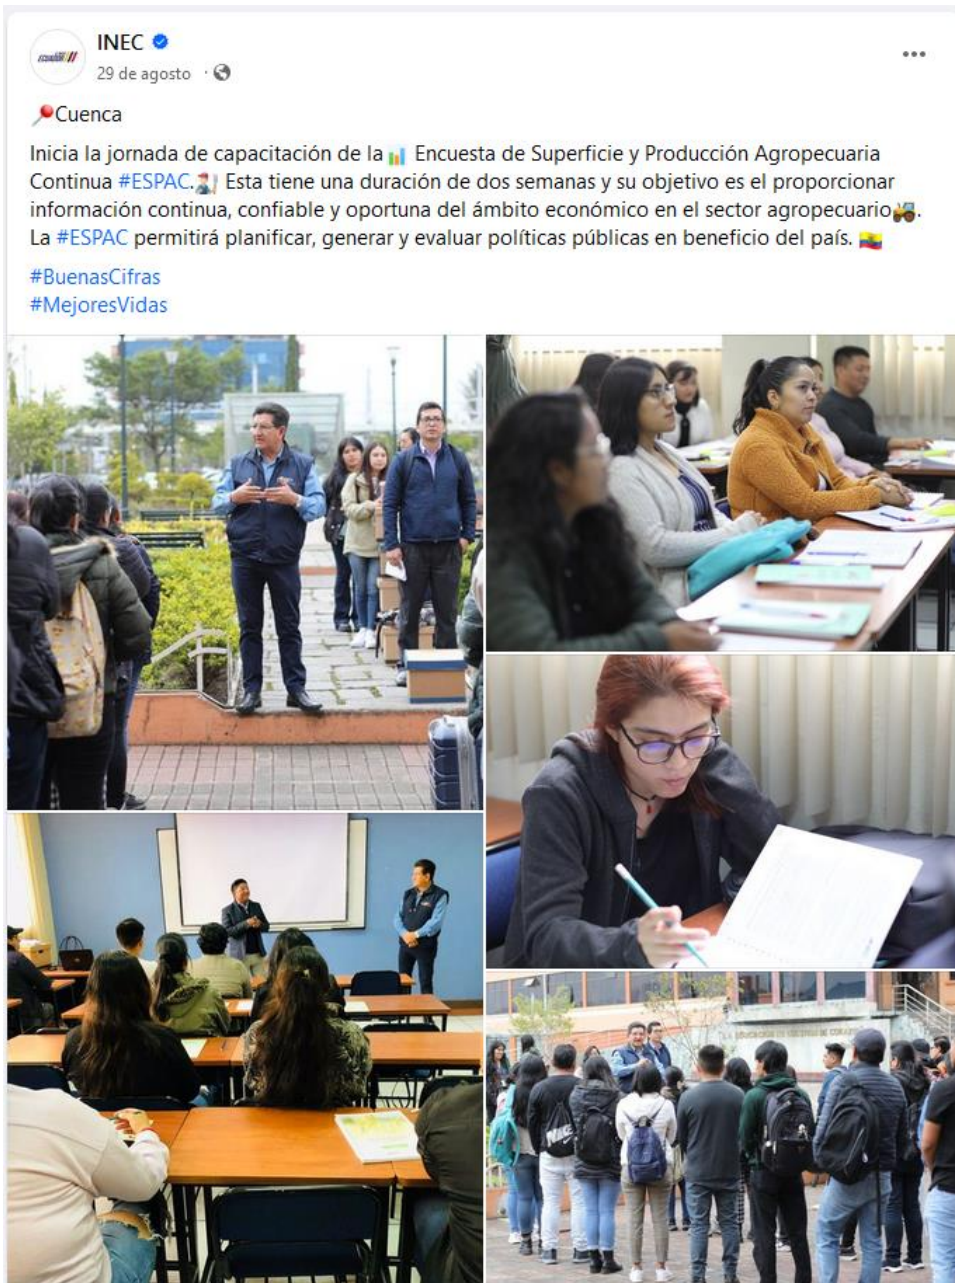 INEC
29 de agosto ·
📍Cuenca
Inicia la jornada de capacitación de la 📊 Encuesta de Superficie y Producción Agropecuaria
Continua #ESPAC.👨‍🌾 Esta tiene una duración de dos semanas y su objetivo es el proporcionar
información continua, confiable y oportuna del ámbito económico en el sector agropecuario🚜.
La #ESPAC permitirá planificar, generar y evaluar políticas públicas en beneficio del país. 🇪🇨
#BuenasCifras
#MejoresVidas